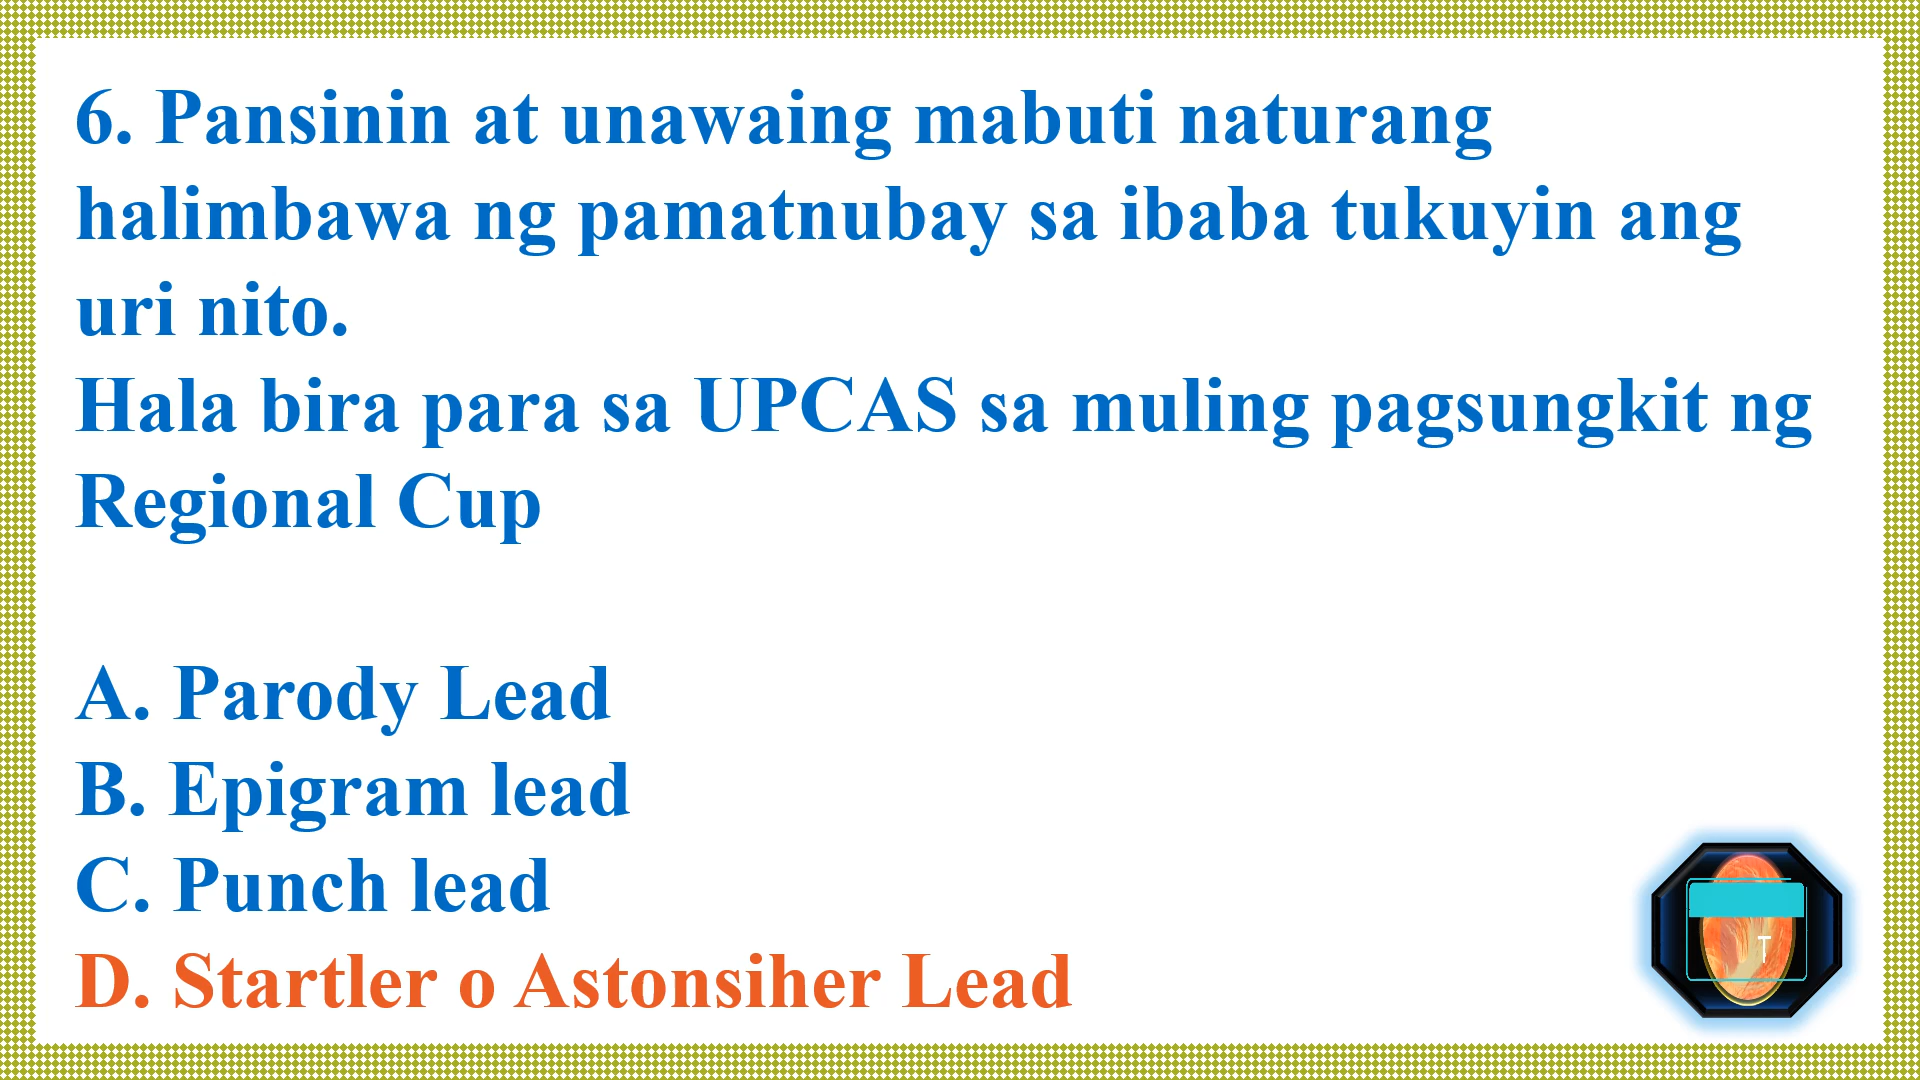 6. Pansinin at unawaing mabuti naturang
halimbawa ng pamatnubay sa ibaba tukuyin ang
uri nito.
Hala bira para sa UPCAS sa muling pagsungkit ng
Regional Cup
A. Parody Lead
B. Epigram lead
C. Punch lead
D. Startler o Astonsiher Lead
T